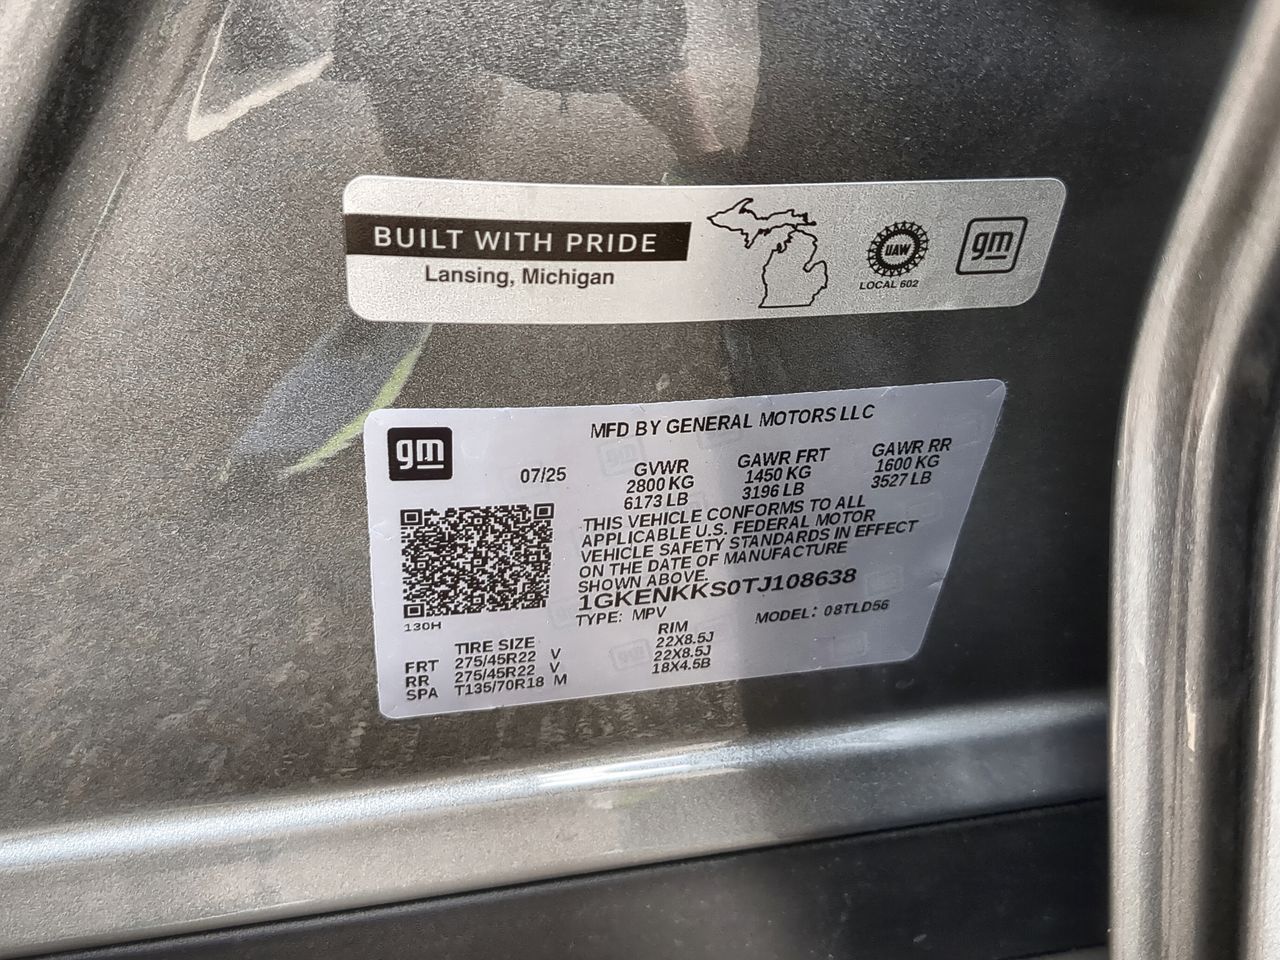 BUILT WITH PRIDE
Lansing, Michigan
UAW
LOCAL 602
gm
gm
MFD BY GENERAL MOTORS LLC
07/25
GVWR
2800 KG
6173 LB
GAWR FRT
1450 KG
3196 LB
GAWR RR
1600 KG
3527 LB
THIS VEHICLE CONFORMS TO ALL
APPLICABLE U.S. FEDERAL MOTOR
VEHICLE SAFETY STANDARDS IN EFFECT
ON THE DATE OF MANUFACTURE
SHOWN ABOVE.
1GKENKKS0TJ108638
TYPE: MPV MODEL: 08TLD56
130H
TIRE SIZE RIM
FRT 275/45R22 V 22X8.5J
RR 275/45R22 V 22X8.5J
SPA T135/70R18 M 18X4.5B